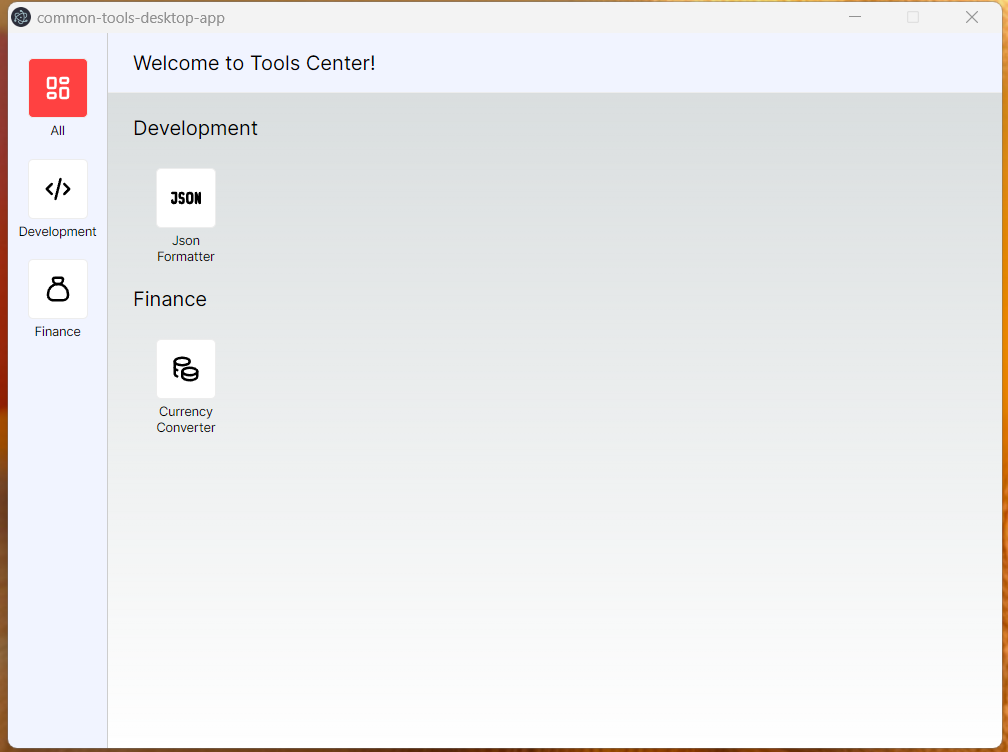 common-tools-desktop-app
Welcome to Tools Center!
All
Development
Finance
Development
JSON
Json
Formatter
Finance
Currency
Converter